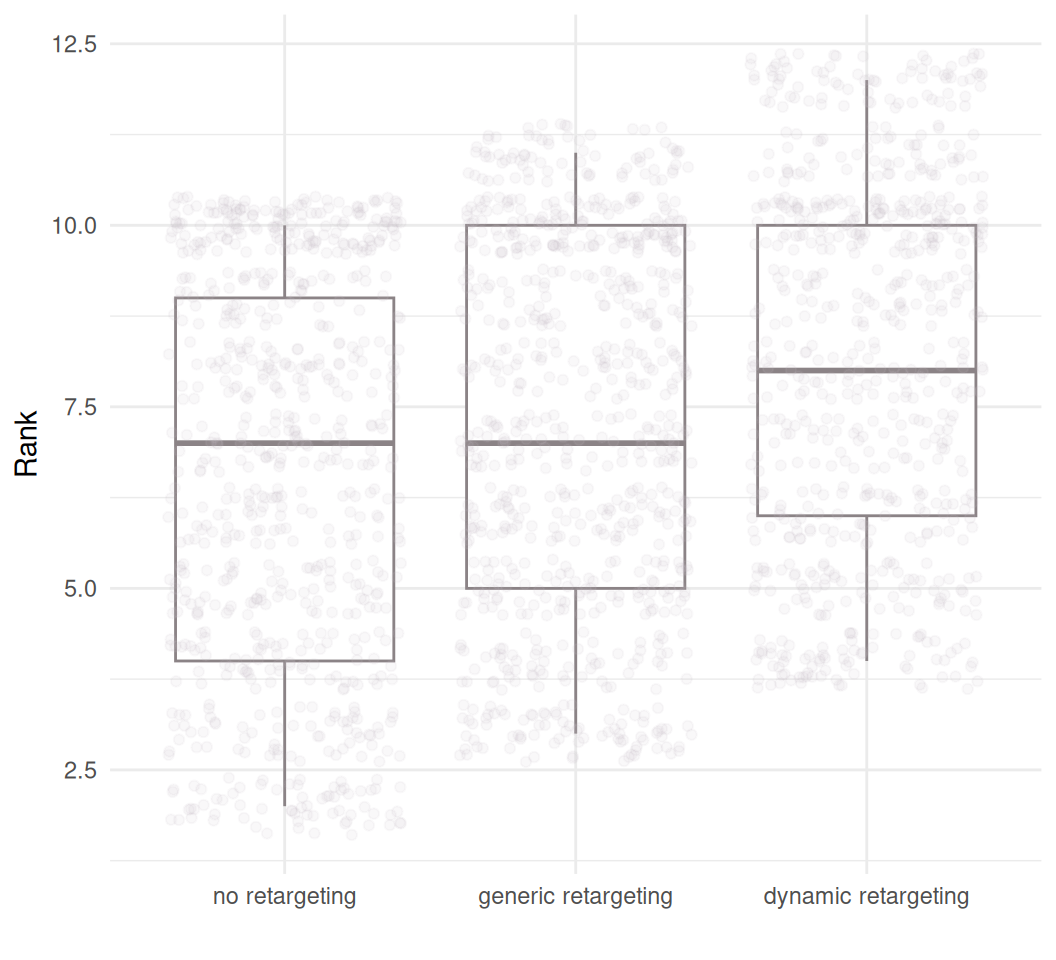 12.5
10.0
7.5
5.0
2.5
Rank
no retargeting
generic retargeting
dynamic retargeting